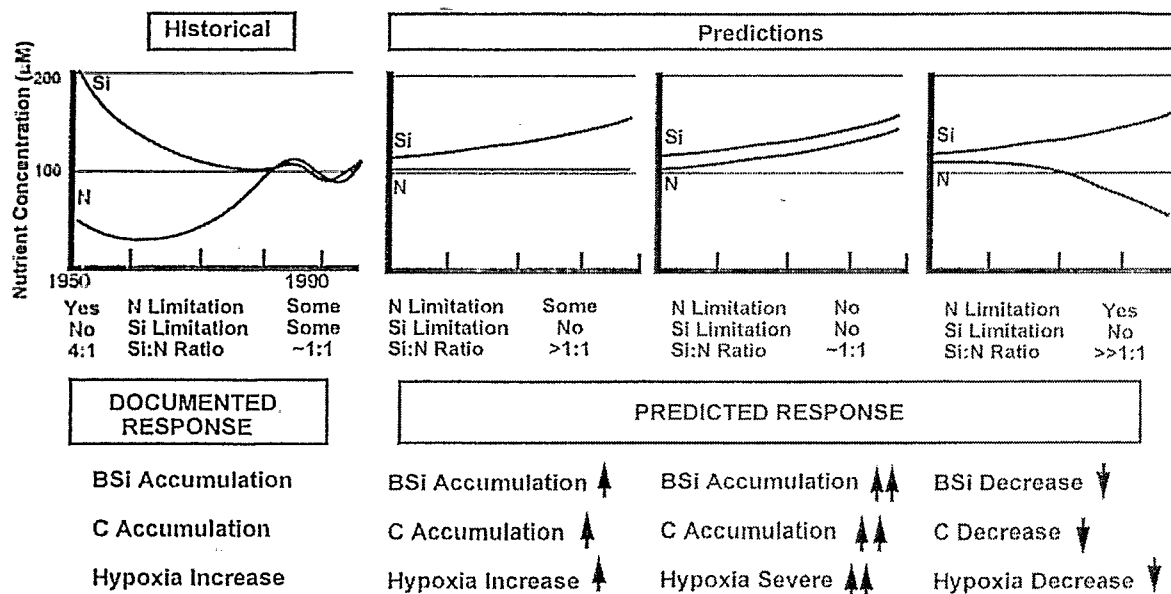 Historical
Predictions
Nutrient Concentration (µM)
200
100
Si
N
1950
1990
Si
N
Si
N
Si
N
Yes N Limitation Some
No Si Limitation Some
4:1 Si:N Ratio ~1:1
N Limitation Some
Si Limitation No
Si:N Ratio >1:1
N Limitation No
Si Limitation No
Si:N Ratio ~1:1
N Limitation Yes
Si Limitation No
Si:N Ratio >>1:1
DOCUMENTED
RESPONSE
PREDICTED RESPONSE
BSi Accumulation
C Accumulation
Hypoxia Increase
BSi Accumulation
C Accumulation
Hypoxia Increase
BSi Accumulation
C Accumulation
Hypoxia Severe
BSi Decrease
C Decrease
Hypoxia Decrease